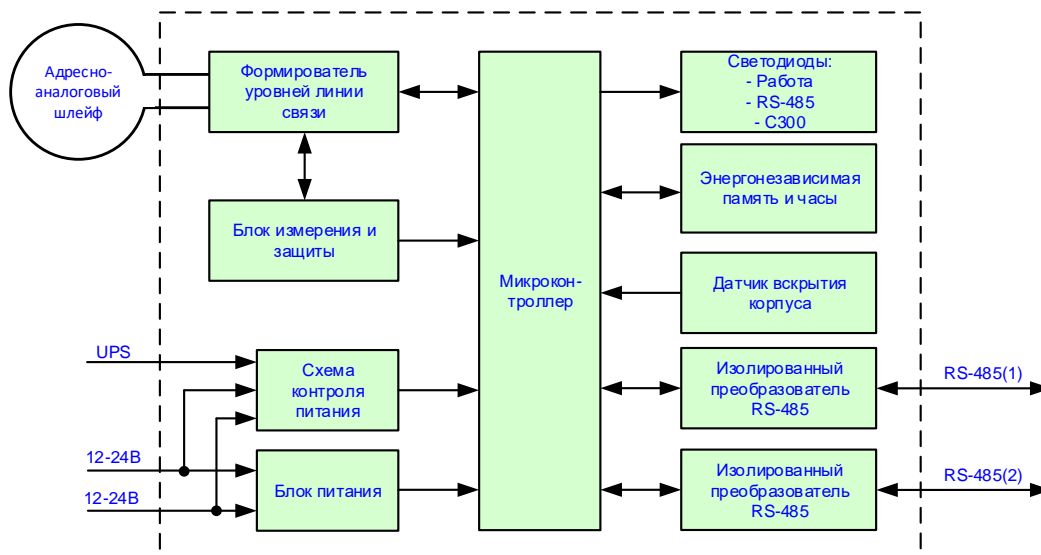 Адресно-
аналоговый
шлейф
Формирователь
уровней линии
связи
Блок измерения и
защиты
UPS
Схема
контроля
питания
12-24В
12-24В
Блок питания
Микрокон-
троллер
Светодиоды:
- Работа
- RS-485
- С300
Энергонезависимая
память и часы
Датчик вскрытия
корпуса
Изолированный
преобразователь
RS-485
RS-485(1)
Изолированный
преобразователь
RS-485
RS-485(2)